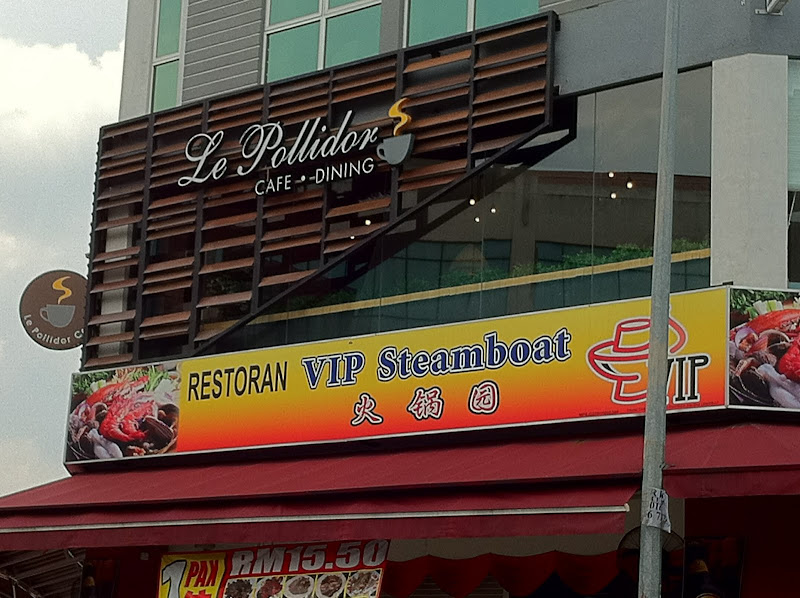 Le Pollidor
CAFE • DINING
Le Pollidor
RESTORAN VIP Steamboat
火锅园
VIP
1 PAX
RM15.50